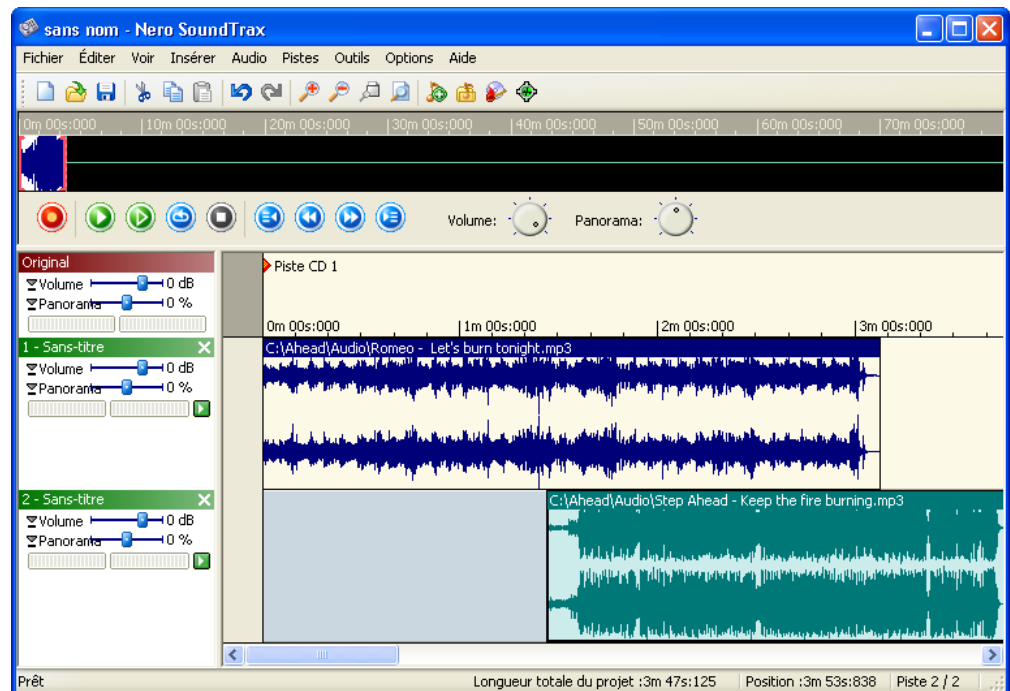 sans nom - Nero SoundTrax
Fichier Éditer Voir Insérer Audio Pistes Outils Options Aide
0m 00s:000 10m 00s:000 20m 00s:000 30m 00s:000 40m 00s:000 50m 00s:000 60m 00s:000 70m 00s:000
Volume: Panorama:
Original
Volume 0 dB
Panorama 0 %
Piste CD 1
0m 00s:000 1m 00s:000 2m 00s:000 3m 00s:000
1 - Sans-titre
Volume 0 dB
Panorama 0 %
C:\Ahead\Audio\Romeo - Let's burn tonight.mp3
2 - Sans-titre
Volume 0 dB
Panorama 0 %
C:\Ahead\Audio\Step Ahead - Keep the fire burning.mp3
Prêt Longueur totale du projet :3m 47s:125 Position :3m 53s:838 Piste 2 / 2